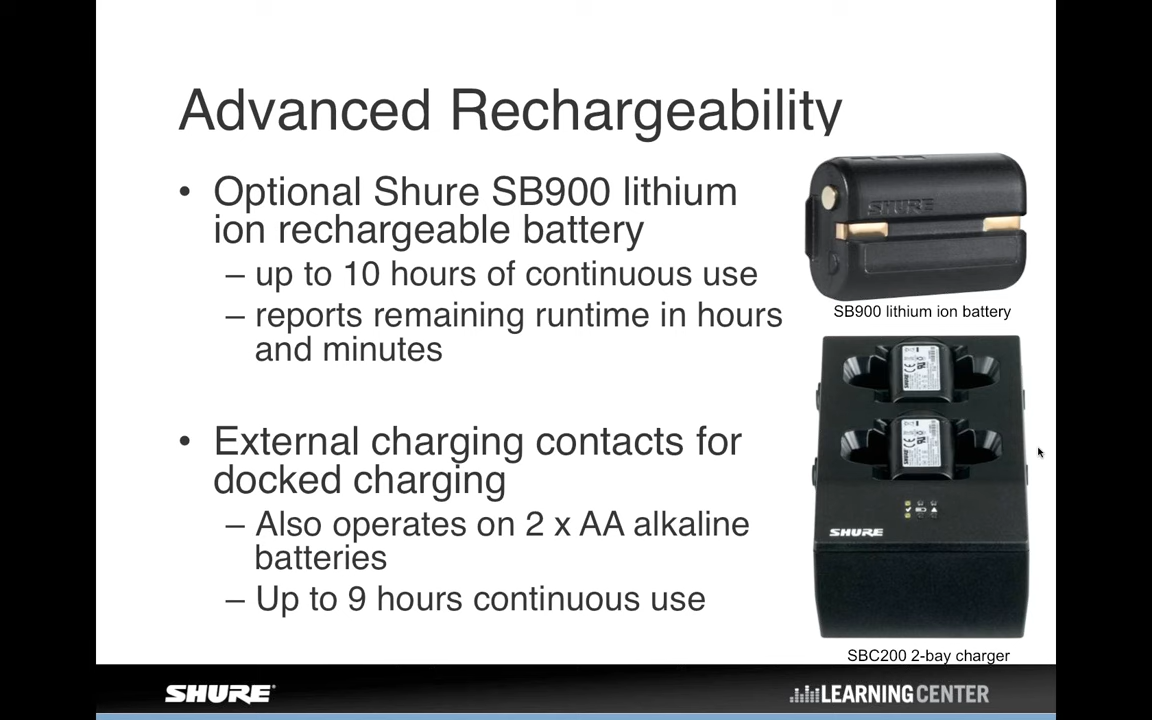 Advanced Rechargeability
• Optional Shure SB900 lithium
ion rechargeable battery
– up to 10 hours of continuous use
– reports remaining runtime in hours
and minutes
SHURE
SB900 lithium ion battery
• External charging contacts for
docked charging
– Also operates on 2 x AA alkaline
batteries
– Up to 9 hours continuous use
SHURE
SBC200 2-bay charger
SHURE®
LEARNING CENTER